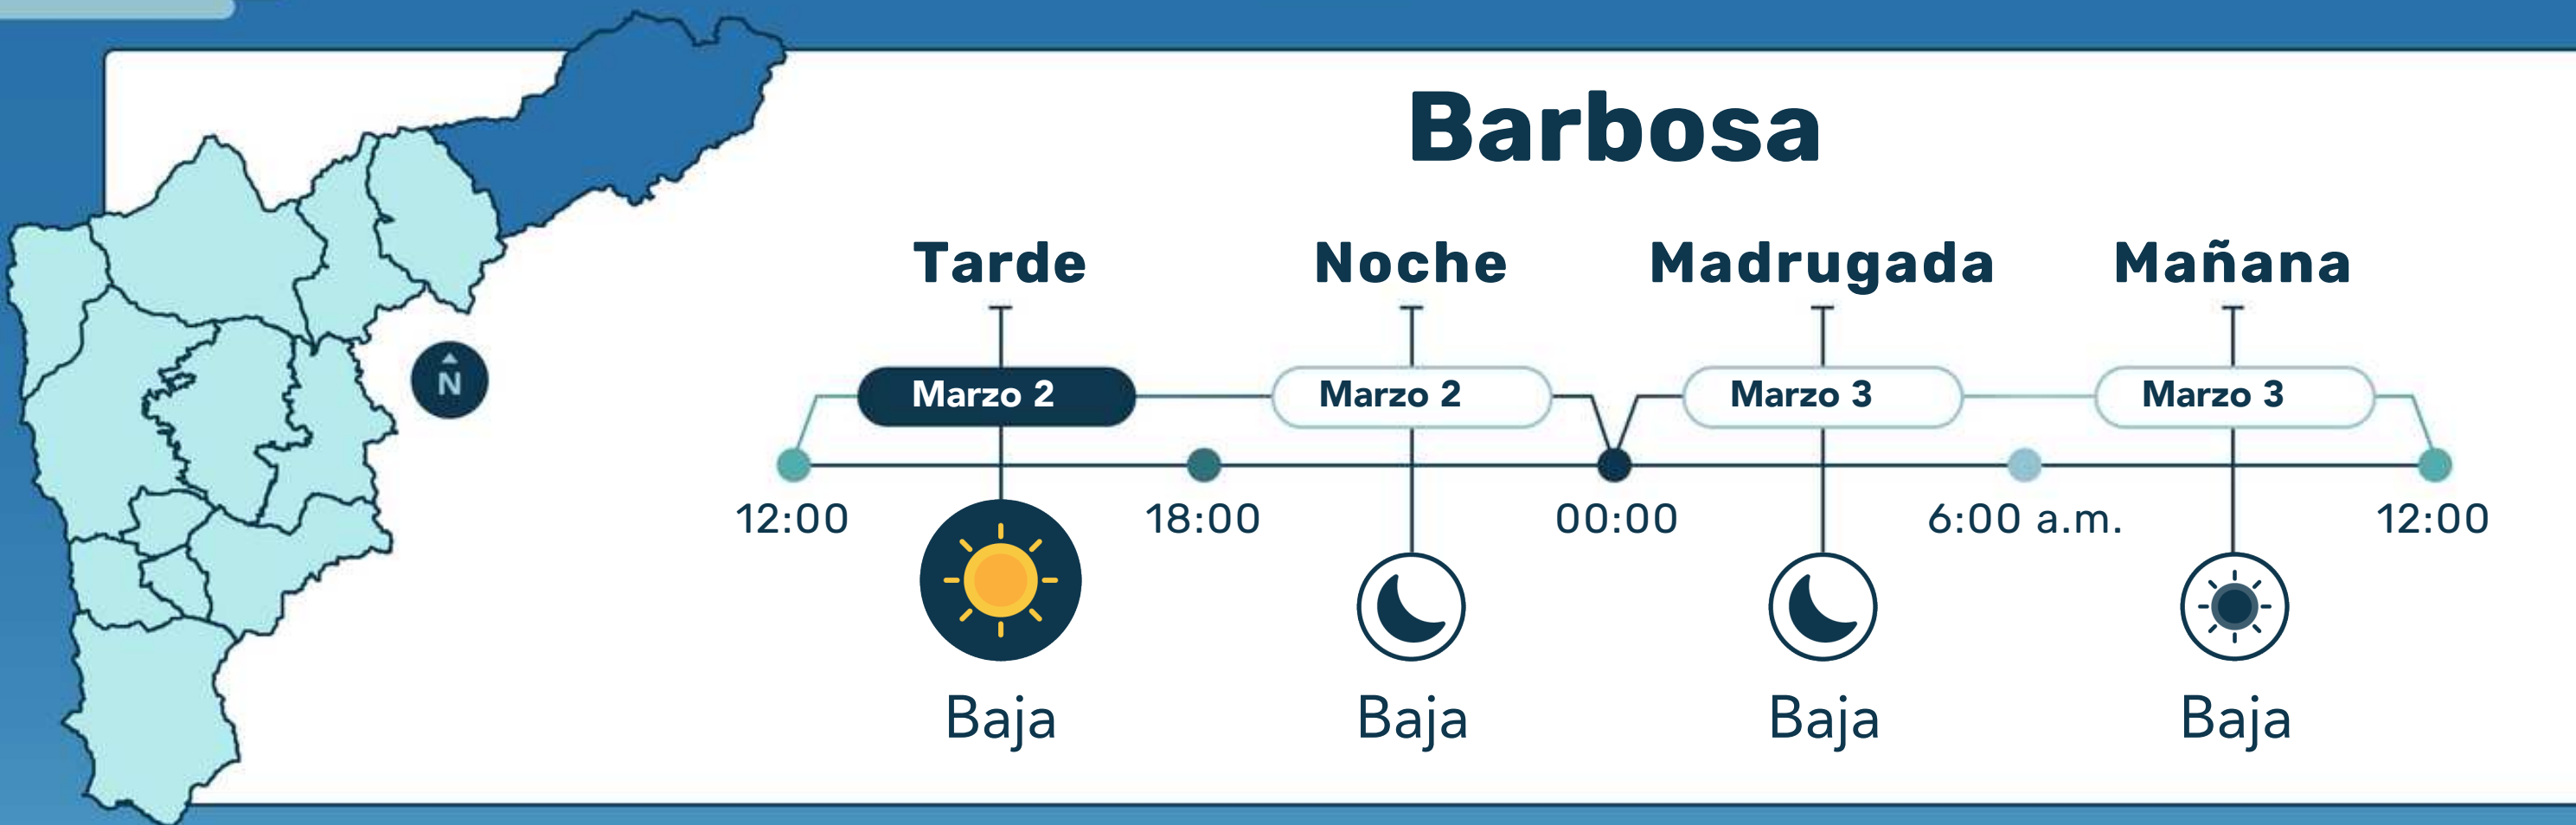 Barbosa
Tarde Noche Madrugada Mañana
Marzo 2 Marzo 2 Marzo 3 Marzo 3
N
12:00 18:00 00:00 6:00 a.m. 12:00
Baja Baja Baja Baja